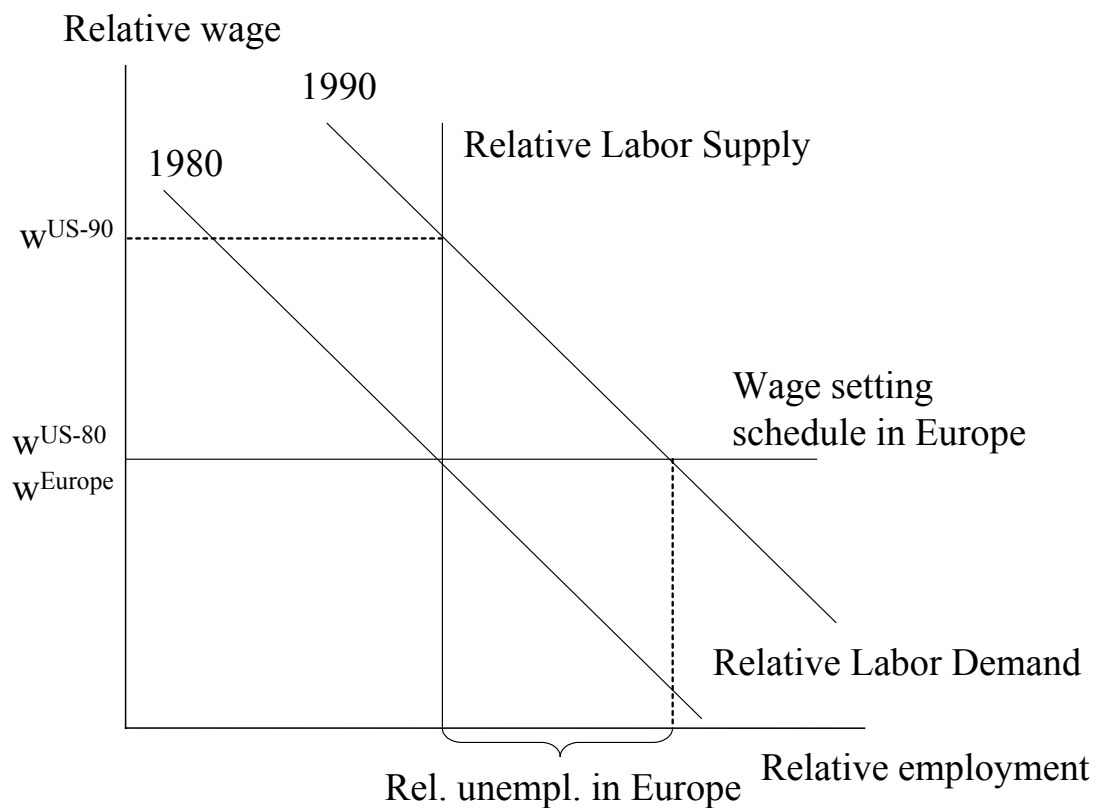 Relative wage
1990
Relative Labor Supply
1980
w^US-90
Wage setting
schedule in Europe
w^US-80
w^Europe
Relative Labor Demand
Relative employment
Rel. unempl. in Europe